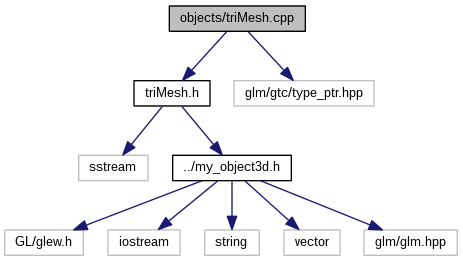 objects/triMesh.cpp
triMesh.h
glm/gtc/type_ptr.hpp
sstream
../my_object3d.h
GL/glew.h
iostream
string
vector
glm/glm.hpp